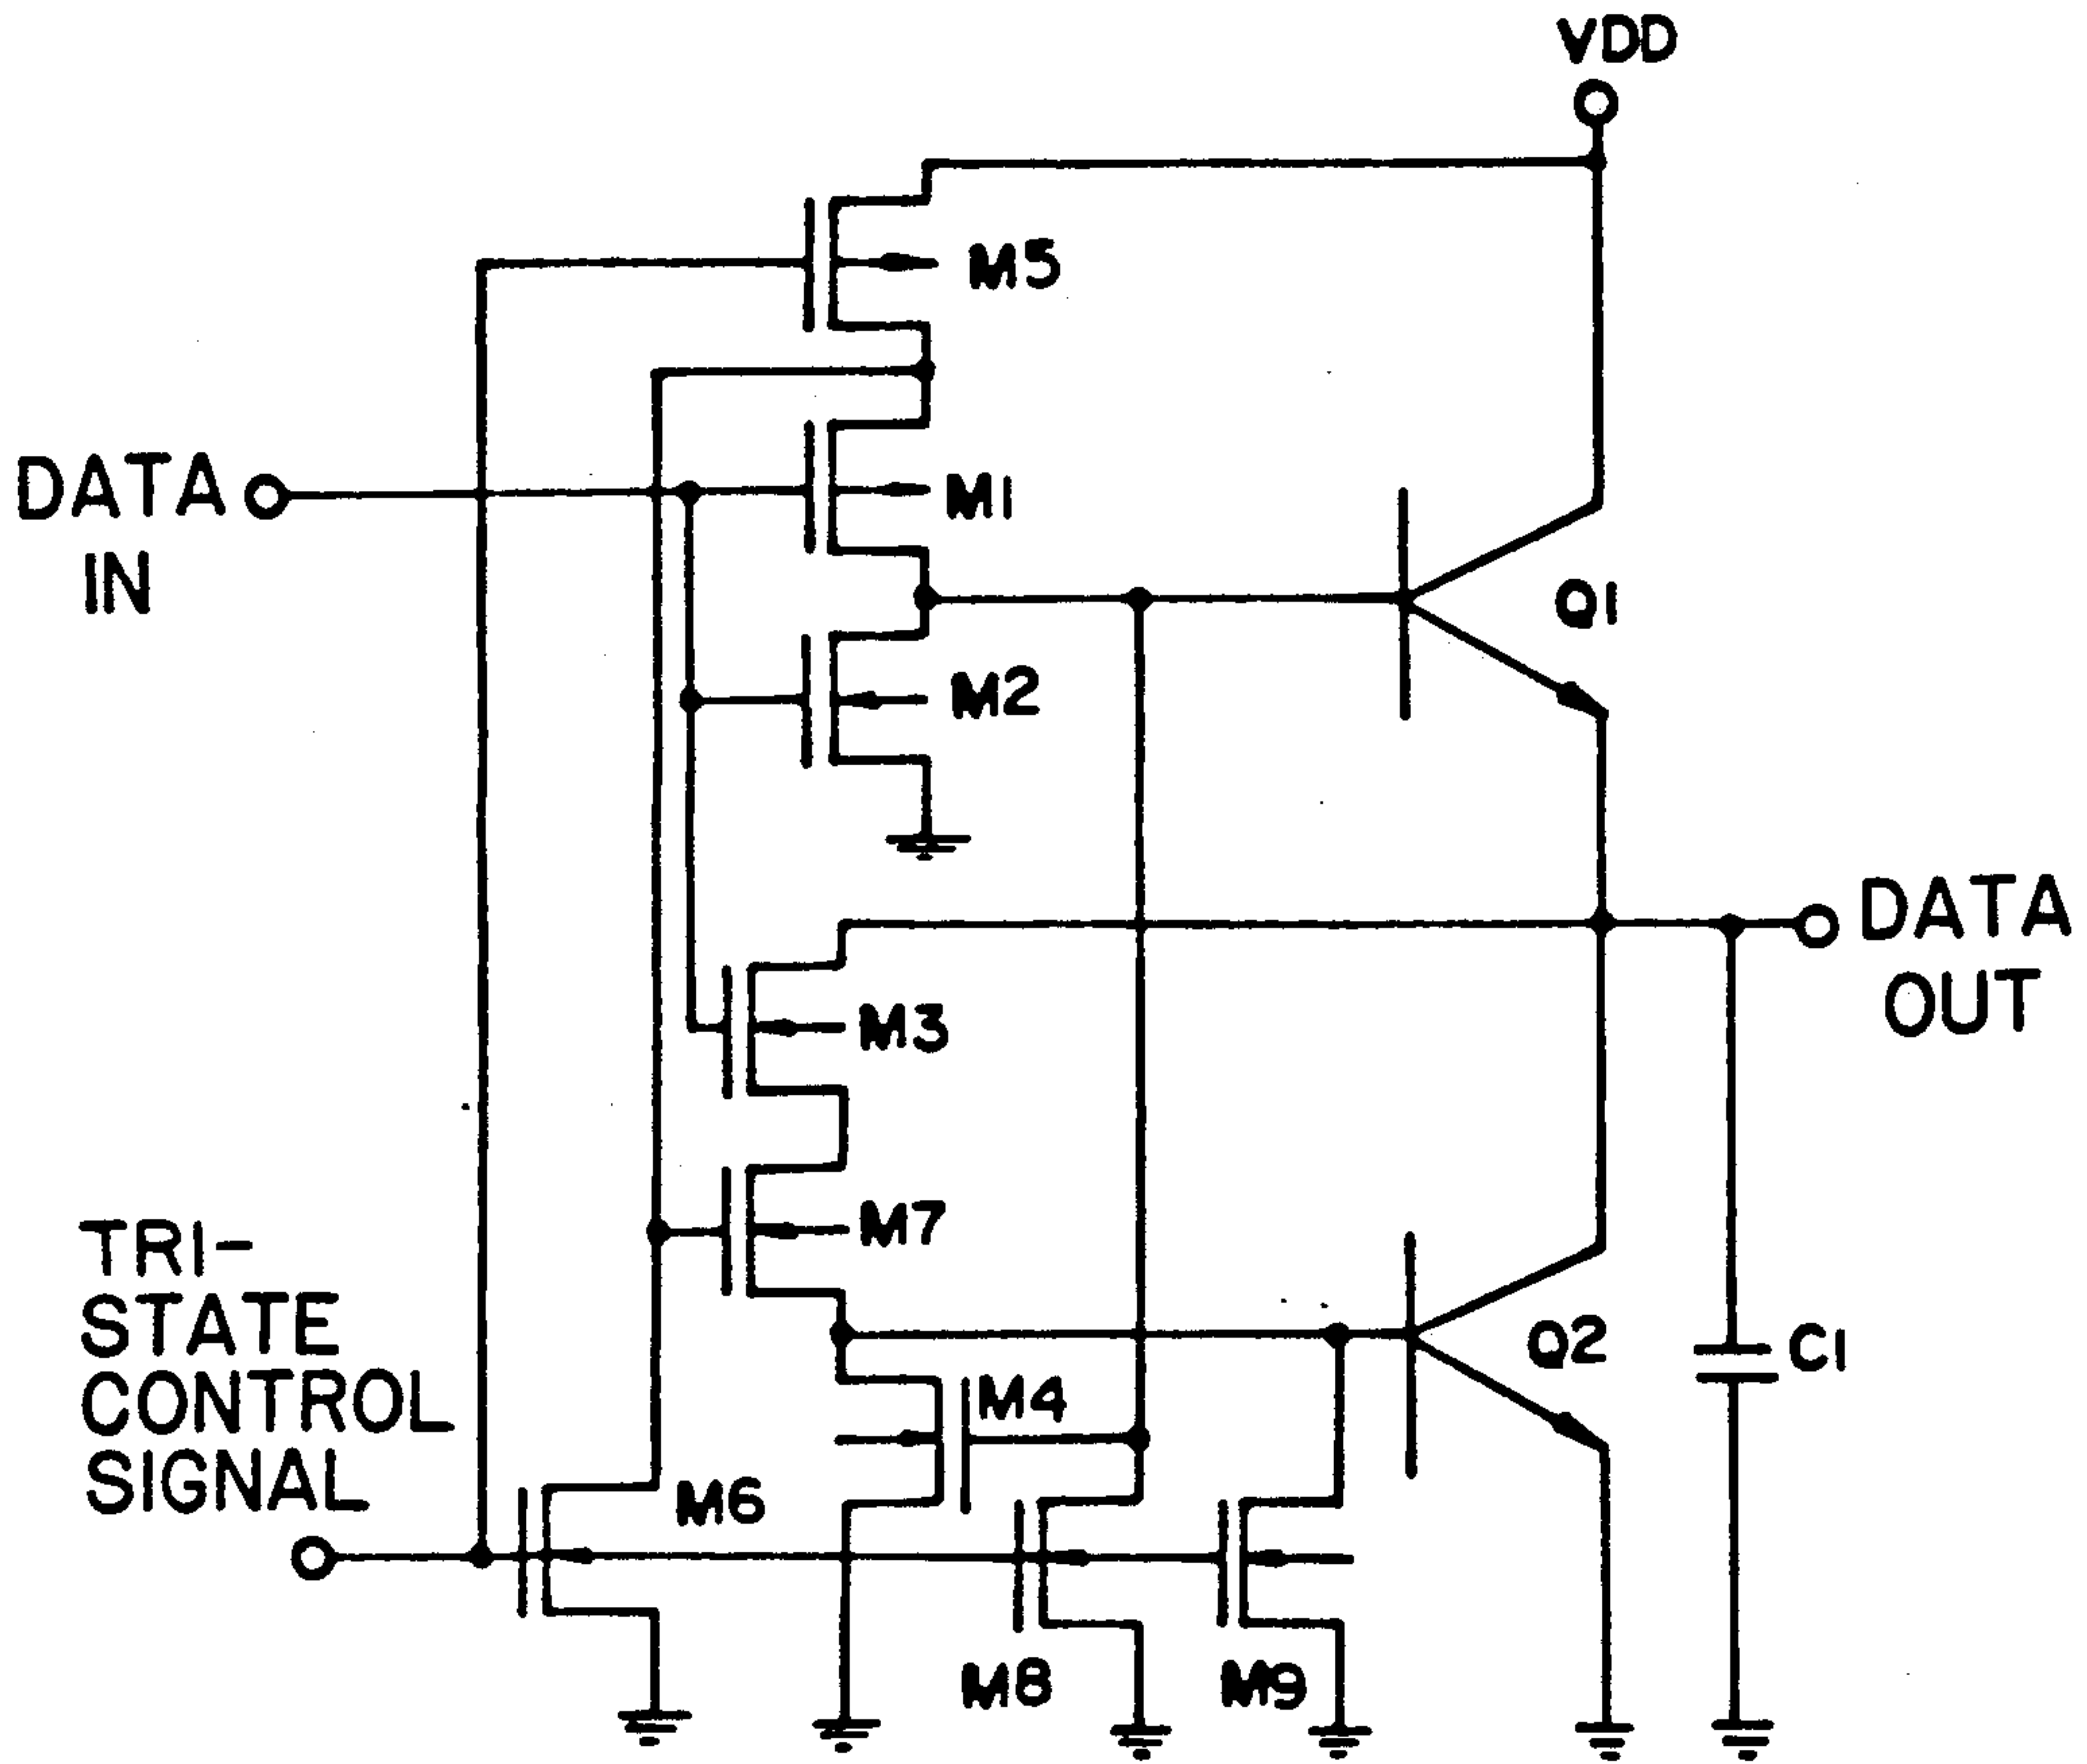 VDD
M5
DATA
IN
M1
Q1
M2
DATA
OUT
M3
M7
TRI-
STATE
CONTROL
SIGNAL
M4
Q2
C1
M6
M8
M9